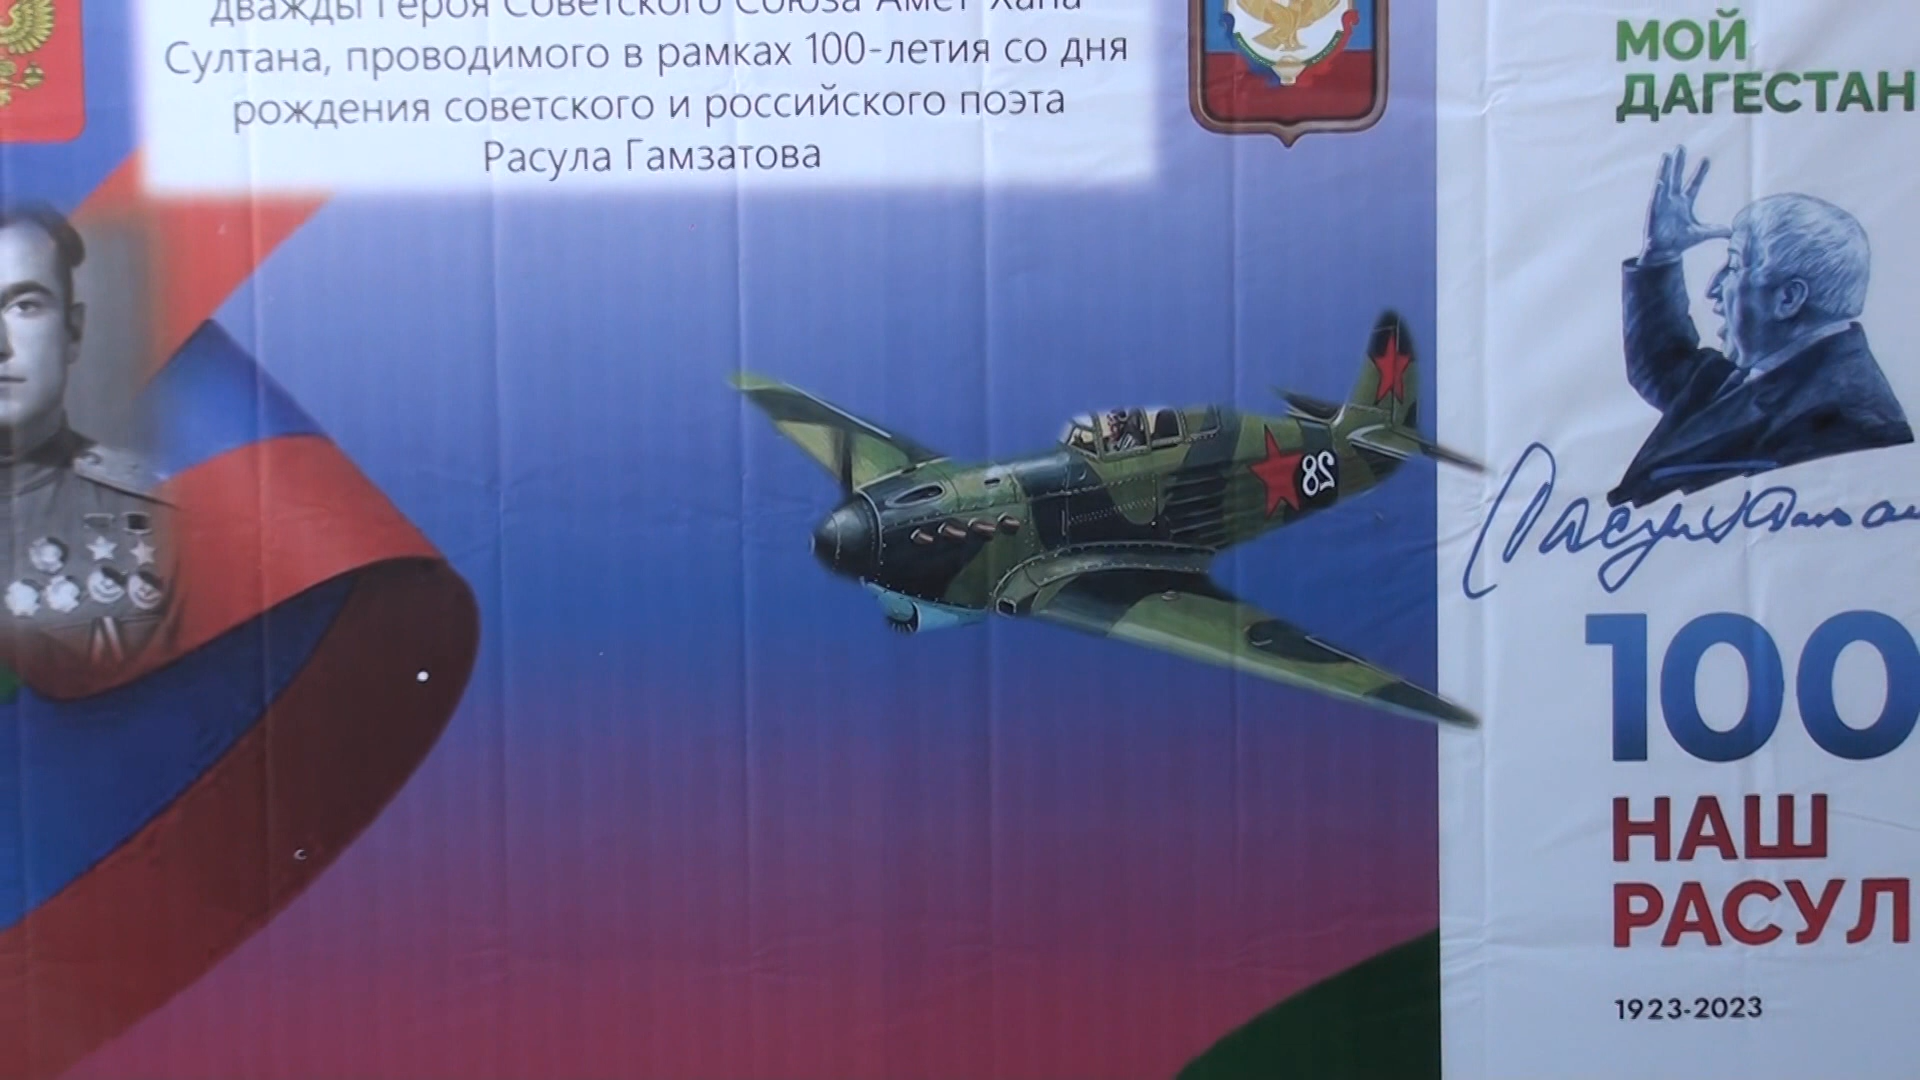 дважды Героя Советского Союза Амет-Хана
Султана, проводимого в рамках 100-летия со дня
рождения советского и российского поэта
Расула Гамзатова
МОЙ
ДАГЕСТАН
28
100
НАШ
РАСУЛ
1923-2023